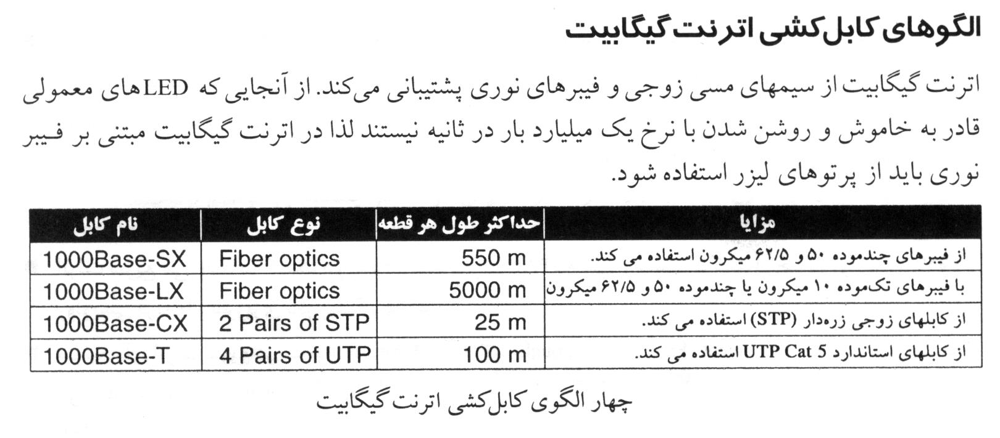 الگوهای کابل‌کشی اترنت گیگابیت
اترنت گیگابیت از سیمهای مسی زوجی و فیبرهای نوری پشتیبانی می‌کند. از آنجایی که LEDهای معمولی
قادر به خاموش و روشن شدن با نرخ یک میلیارد بار در ثانیه نیستند لذا در اترنت گیگابیت مبتنی بر فیبر
نوری باید از پرتوهای لیزر استفاده شود.
نام کابل نوع کابل حداکثر طول هر قطعه مزایا
1000Base-SX Fiber optics 550 m از فیبرهای چندموده ۵۰ و ۶۲/۵ میکرون استفاده می کند.
1000Base-LX Fiber optics 5000 m با فیبرهای تک‌موده ۱۰ میکرون یا چندموده ۵۰ و ۶۲/۵ میکرون
1000Base-CX 2 Pairs of STP 25 m از کابلهای زوجی زره‌دار (STP) استفاده می کند.
1000Base-T 4 Pairs of UTP 100 m از کابلهای استاندارد UTP Cat 5 استفاده می کند.
چهار الگوی کابل‌کشی اترنت گیگابیت